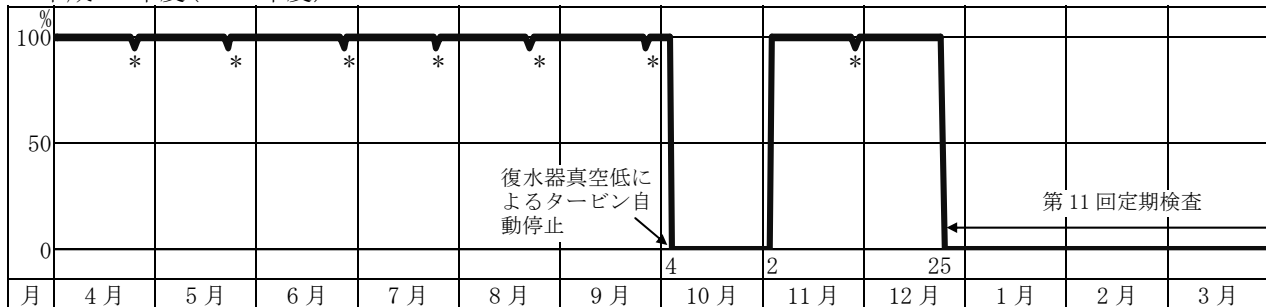 %
100
* * * * * * *
50
復水器真空低に
よるタービン自
動停止
第 11 回定期検査
0
4 2 25
月 4 月 5 月 6 月 7 月 8 月 9 月 10 月 11 月 12 月 1 月 2 月 3 月